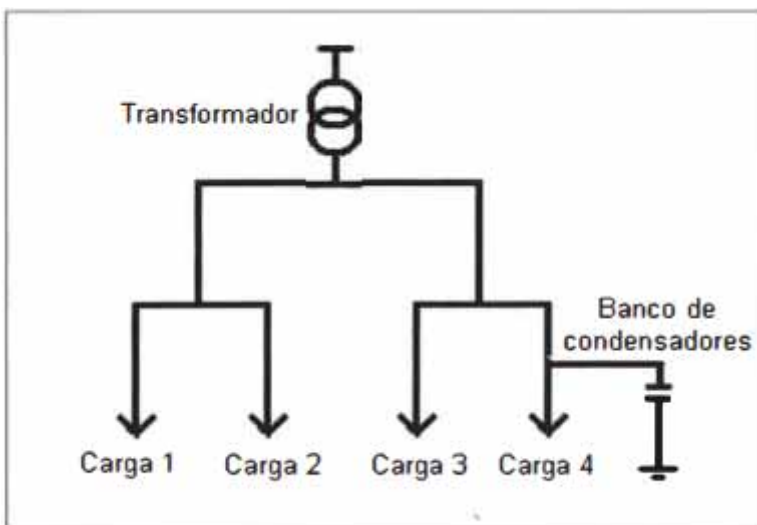 Transformador
Banco de
condensadores
Carga 1
Carga 2
Carga 3
Carga 4